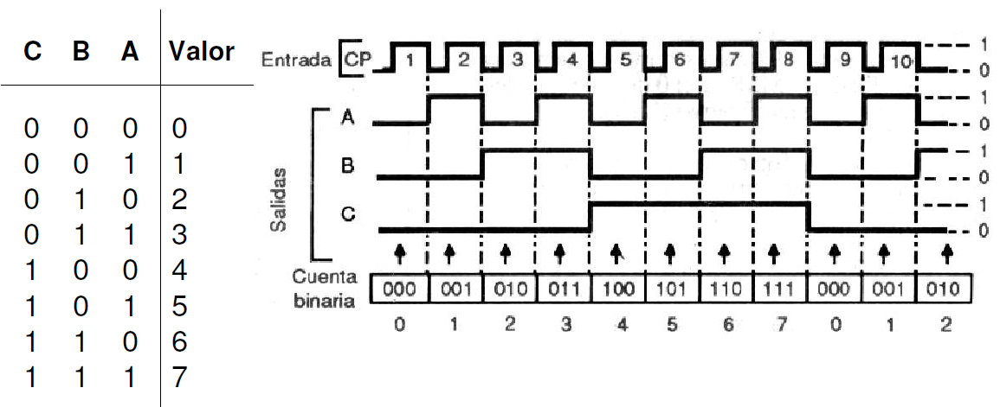 C B A Valor
0 0 0 0
0 0 1 1
0 1 0 2
0 1 1 3
1 0 0 4
1 0 1 5
1 1 0 6
1 1 1 7
Entrada CP 1 2 3 4 5 6 7 8 9 10 1
0
A 1
0
B 1
0
C 1
0
Salidas
Cuenta
binaria
000 001 010 011 100 101 110 111 000 001 010
0 1 2 3 4 5 6 7 0 1 2